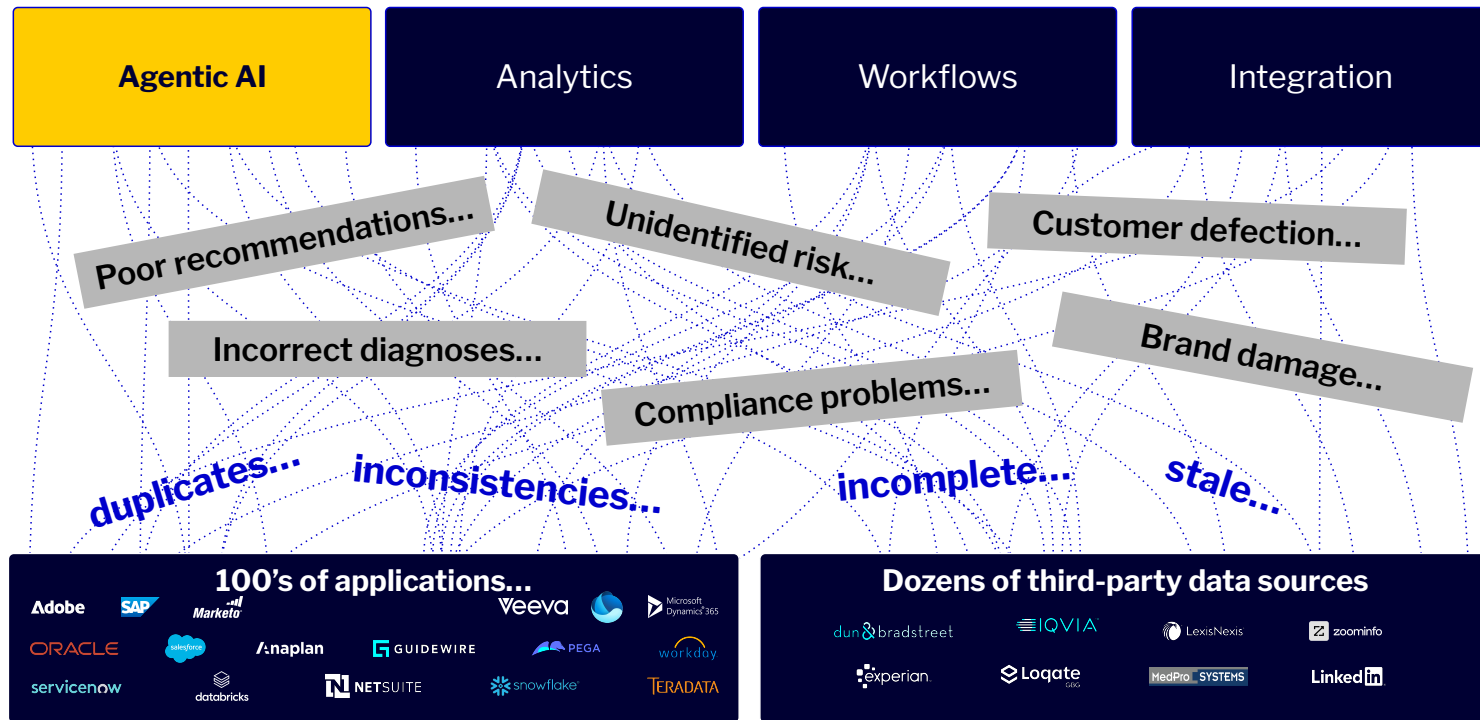 Agentic AI
Analytics
Workflows
Integration
Poor recommendations...
Unidentified risk...
Customer defection...
Incorrect diagnoses...
Brand damage...
Compliance problems...
duplicates...
inconsistencies...
incomplete...
stale...
100's of applications...
Adobe
SAP
Marketo
Veeva
Microsoft
Dynamics 365
ORACLE
salesforce
Anaplan
GUIDEWIRE
PEGA
workday
servicenow
databricks
N NETSUITE
snowflake
TERADATA
Dozens of third-party data sources
dun & bradstreet
IQVIA
LexisNexis
Z zoominfo
experian.
Loqate
GBG
MedPro SYSTEMS
Linked in